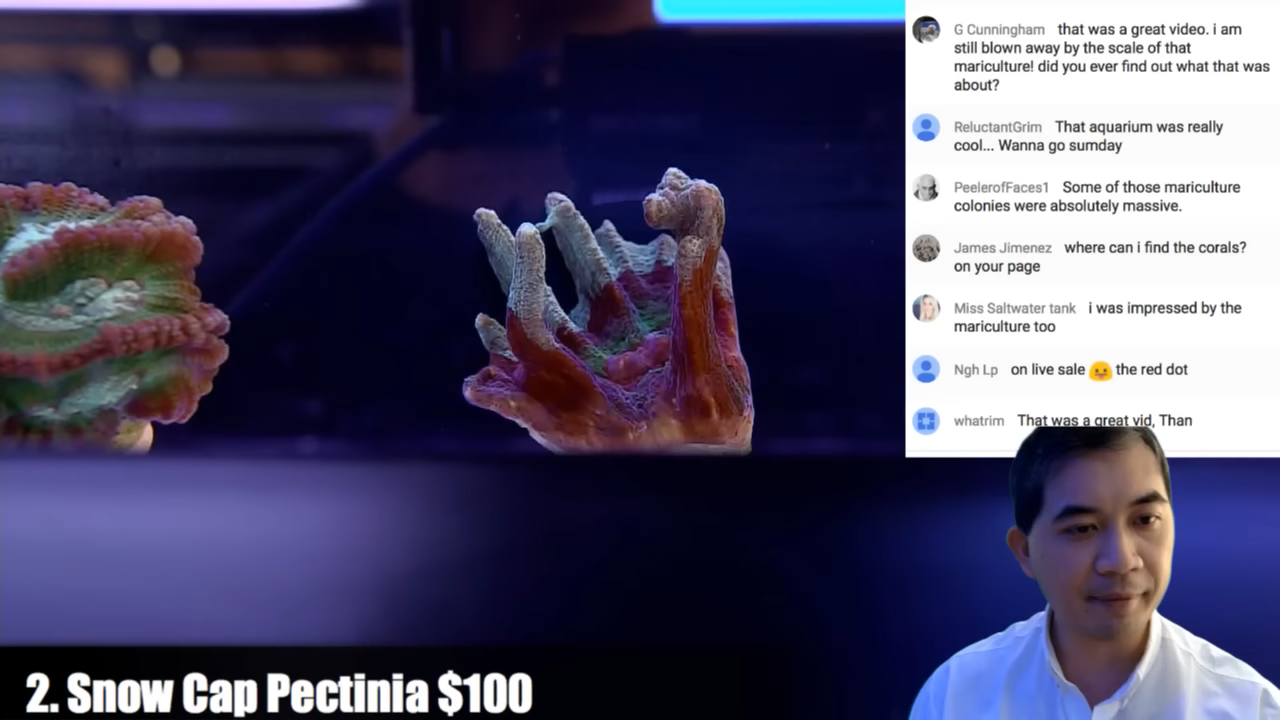 G Cunningham that was a great video. i am
still blown away by the scale of that
mariculture! did you ever find out what that was
about?
ReluctantGrim That aquarium was really
cool... Wanna go sumday
PeelerofFaces1 Some of those mariculture
colonies were absolutely massive.
James Jimenez where can i find the corals?
on your page
Miss Saltwater tank i was impressed by the
mariculture too
Ngh Lp on live sale 😛 the red dot
whatrim That was a great vid, Than
2. Snow Cap Pectinia $100